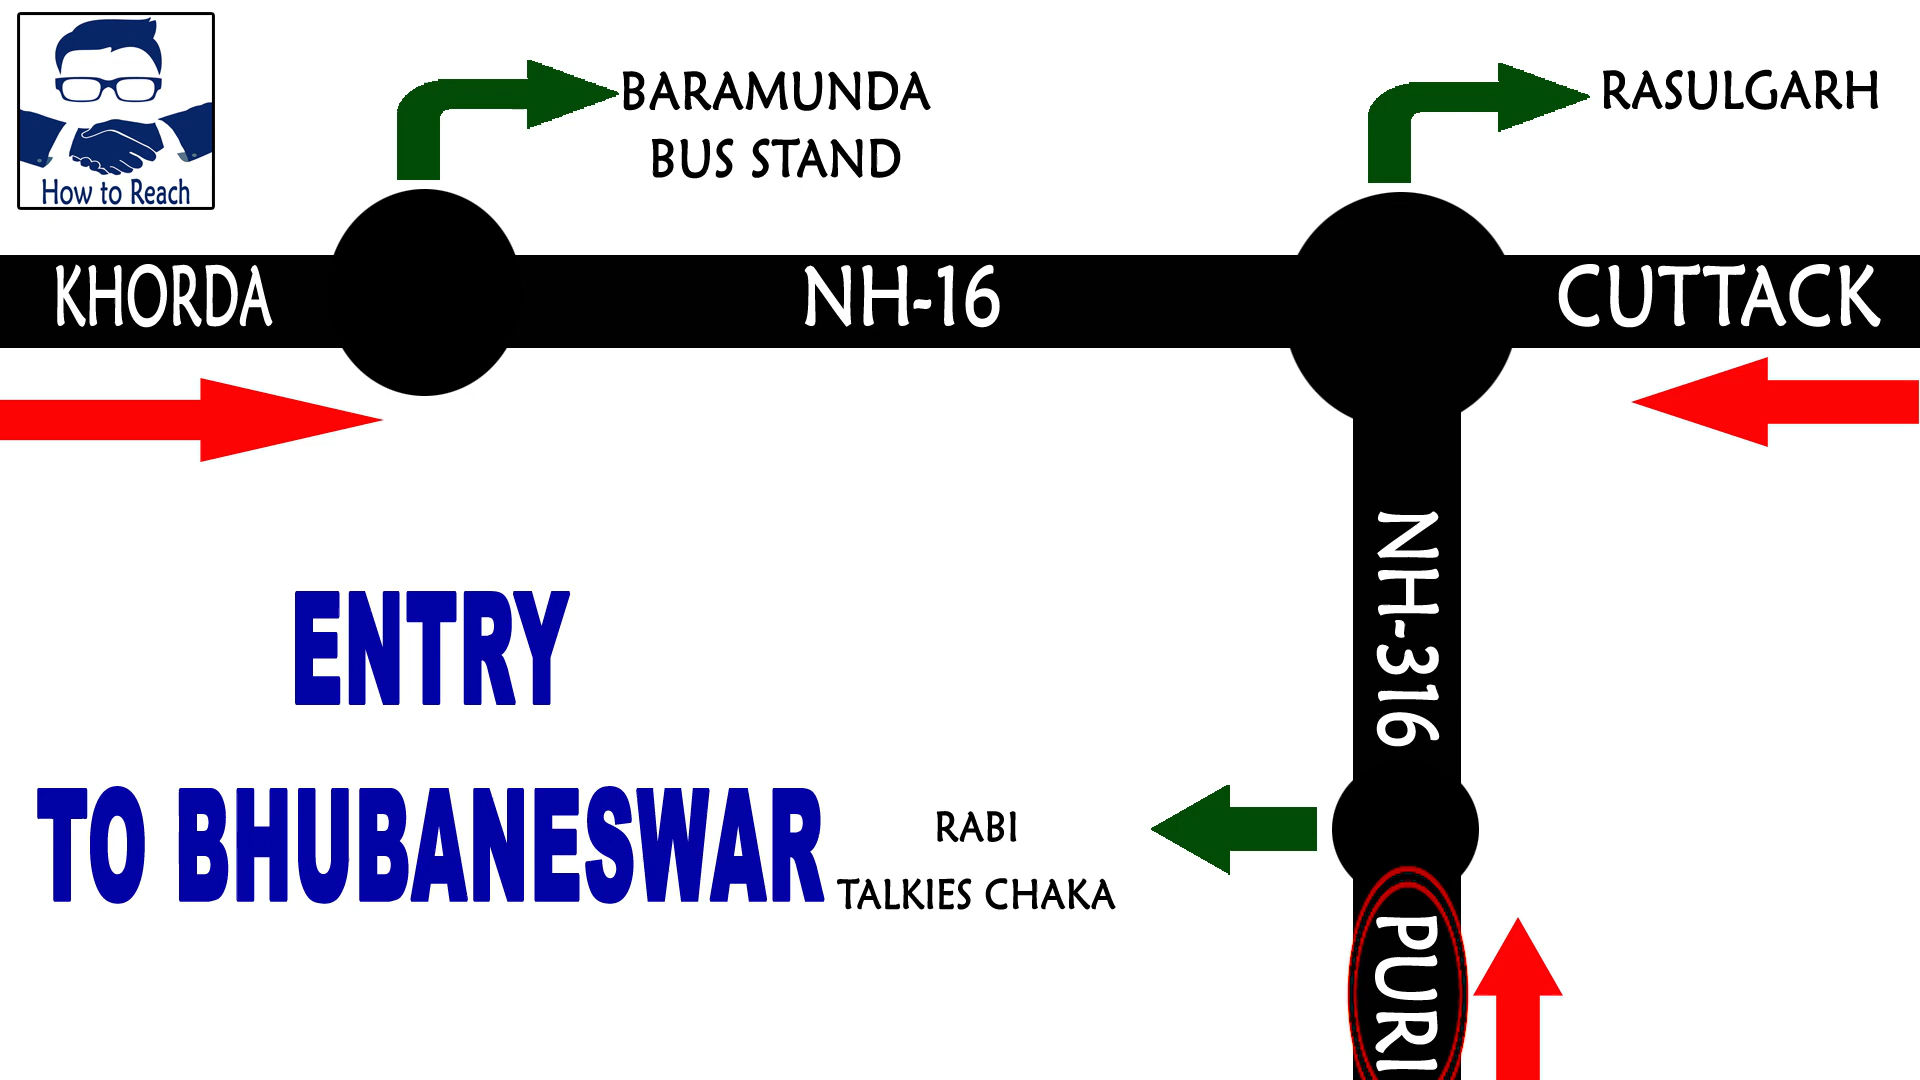 How to Reach
BARAMUNDA
BUS STAND
RASULGARH
KHORDA
NH-16
CUTTACK
NH-316
ENTRY
TO BHUBANESWAR
RABI
TALKIES CHAKA
PURI